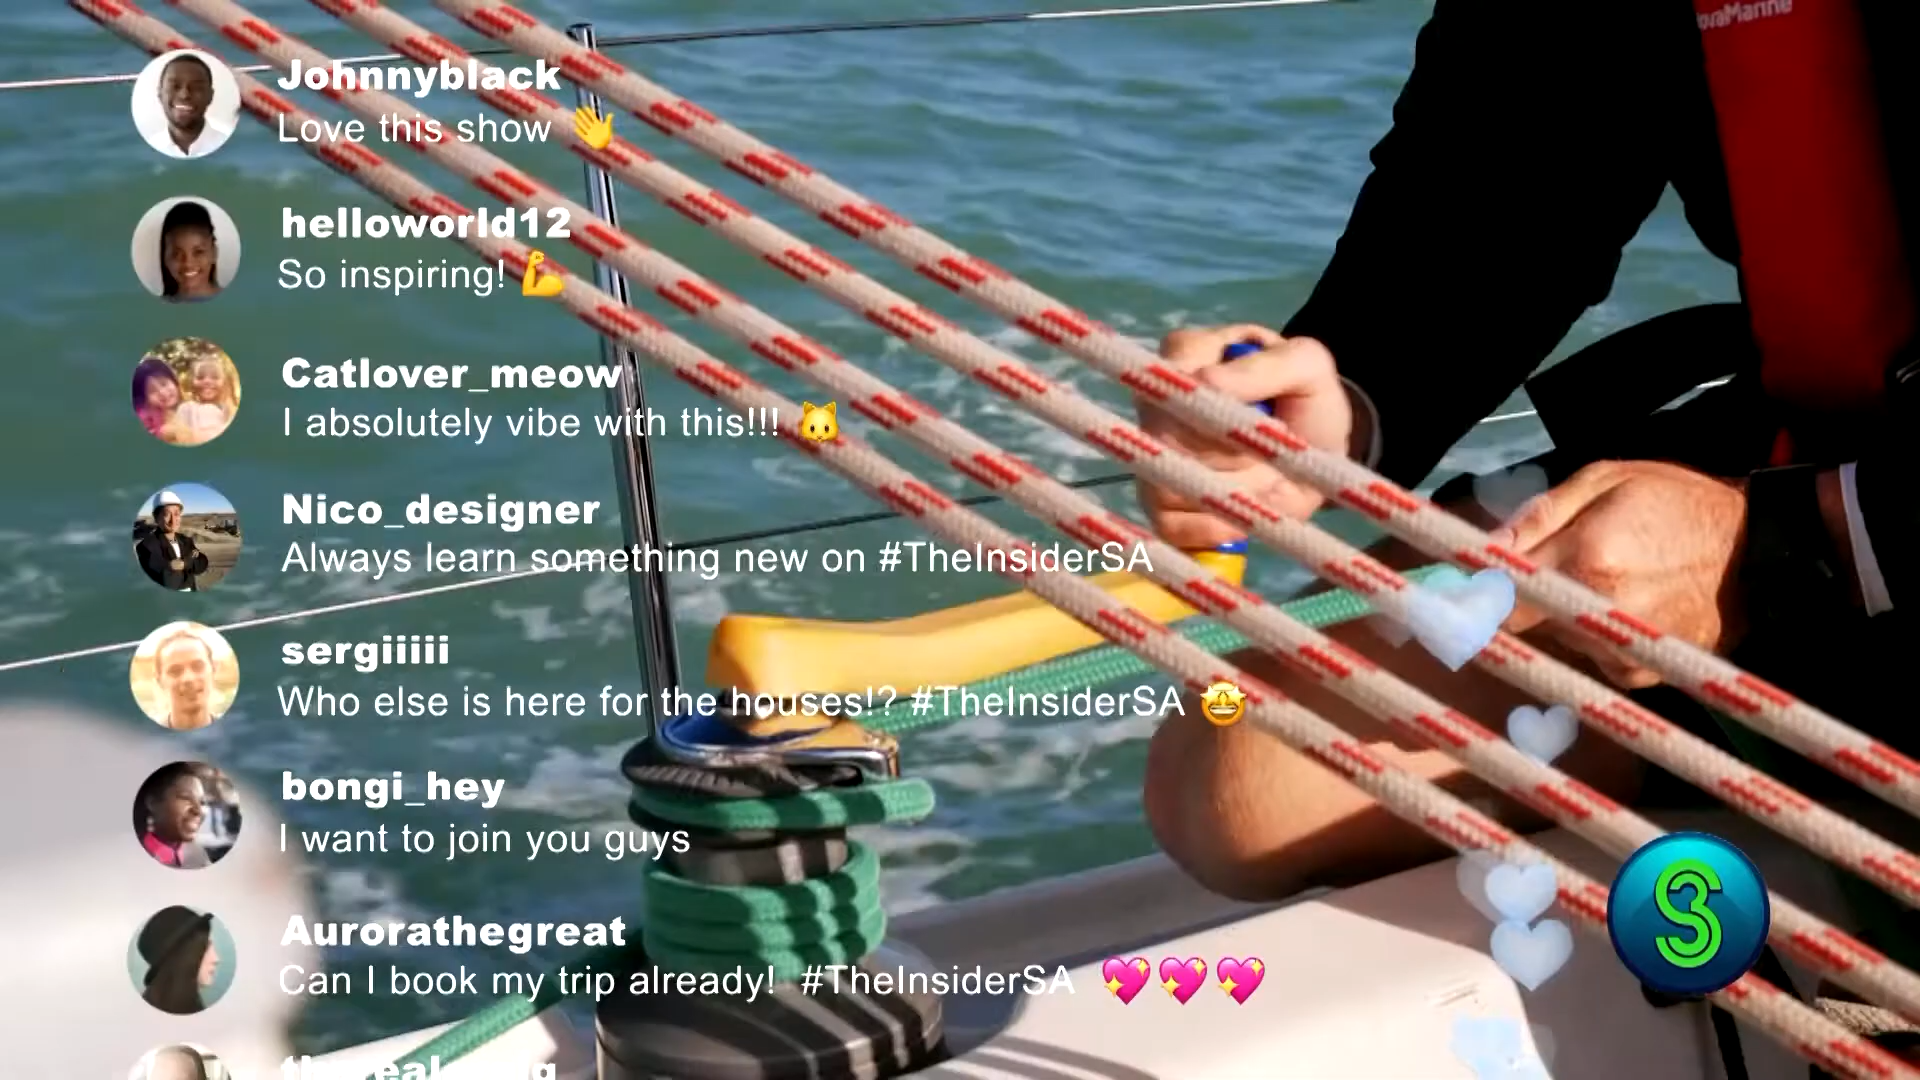 Johnnyblack
Love this show 👋
helloworld12
So inspiring! 💪
Catlover_meow
I absolutely vibe with this!!! 🐱
Nico_designer
Always learn something new on #TheInsiderSA
sergiiiii
Who else is here for the houses!? #TheInsiderSA 🤩
bongi_hey
I want to join you guys
Aurorathegreat
Can I book my trip already! #TheInsiderSA 💖💖💖
S3